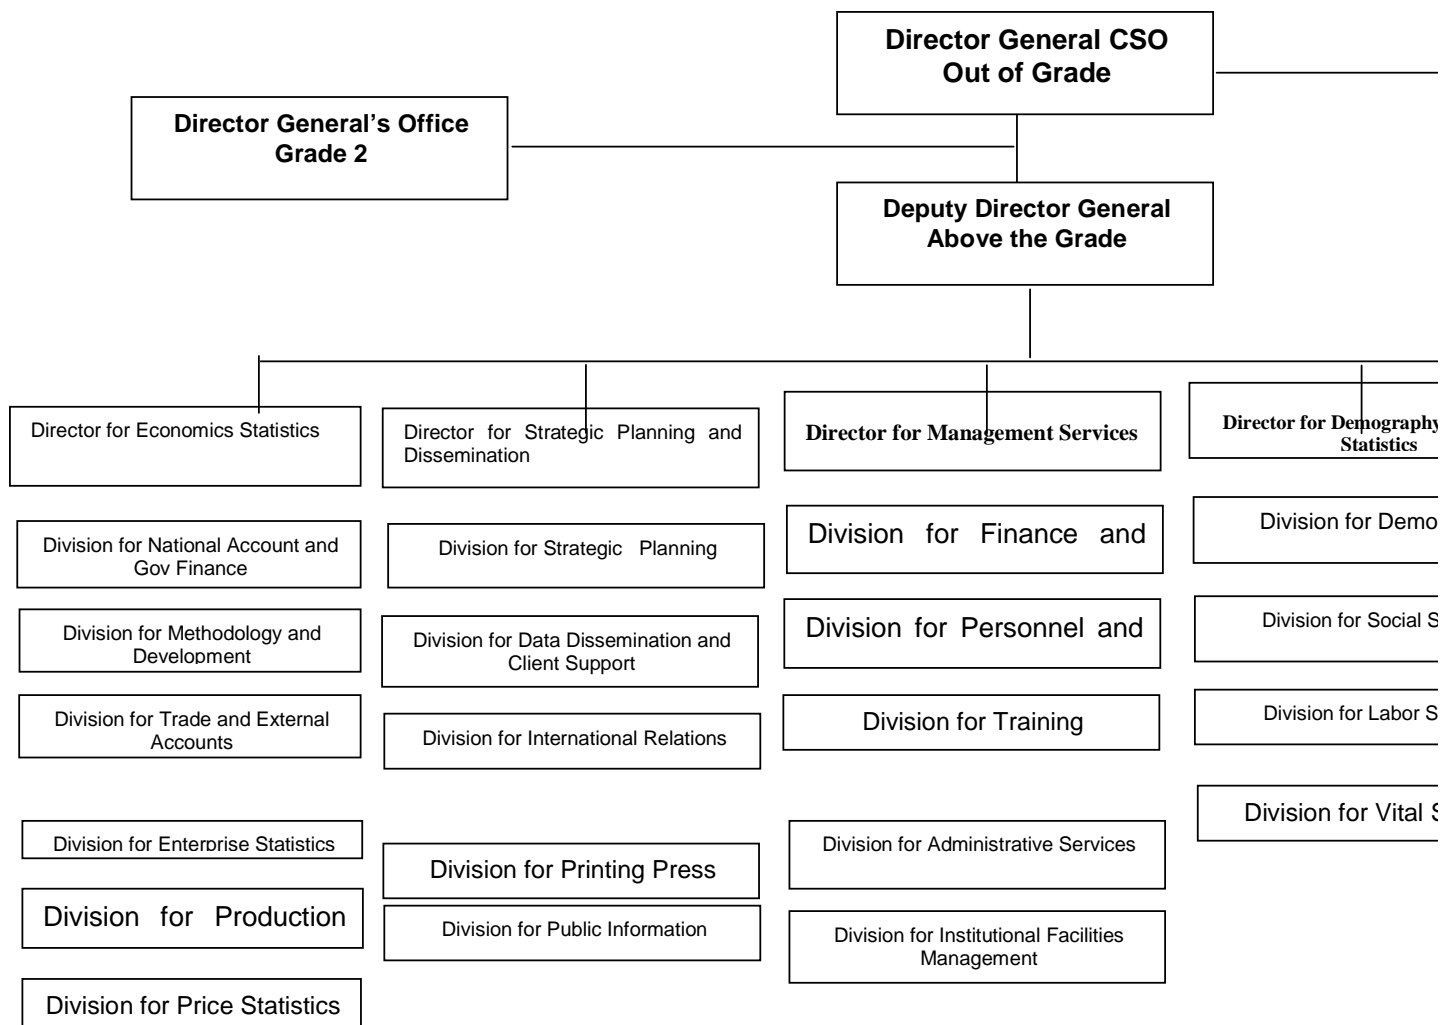 Director General CSO
Out of Grade
Director General's Office
Grade 2
Deputy Director General
Above the Grade
Director for Economics Statistics
Division for National Account and
Gov Finance
Division for Methodology and
Development
Division for Trade and External
Accounts
Division for Enterprise Statistics
Division for Production
Division for Price Statistics
Director for Strategic Planning and
Dissemination
Division for Strategic Planning
Division for Data Dissemination and
Client Support
Division for International Relations
Division for Printing Press
Division for Public Information
Director for Management Services
Division for Finance and
Division for Personnel and
Division for Training
Division for Administrative Services
Division for Institutional Facilities
Management
Director for Demography
Statistics
Division for Demo
Division for Social S
Division for Labor S
Division for Vital S